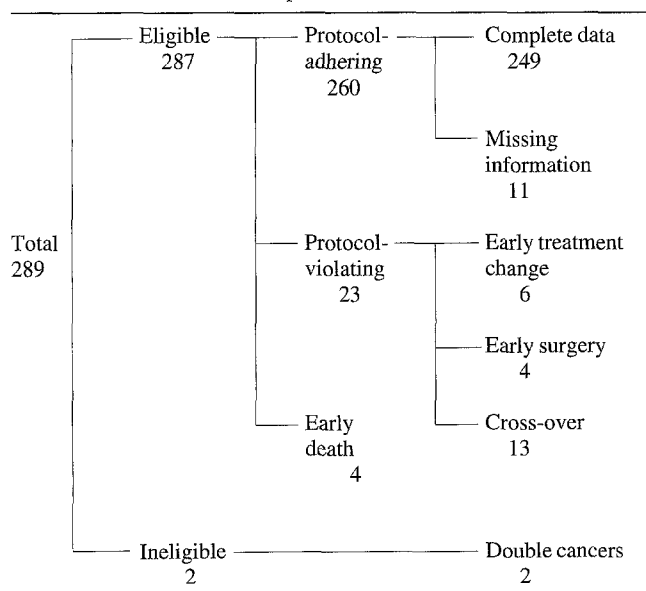 Eligible
287
Protocol-
adhering
260
Complete data
249
Missing
information
11
Total
289
Protocol-
violating
23
Early treatment
change
6
Early surgery
4
Cross-over
13
Early
death
4
Ineligible
2
Double cancers
2